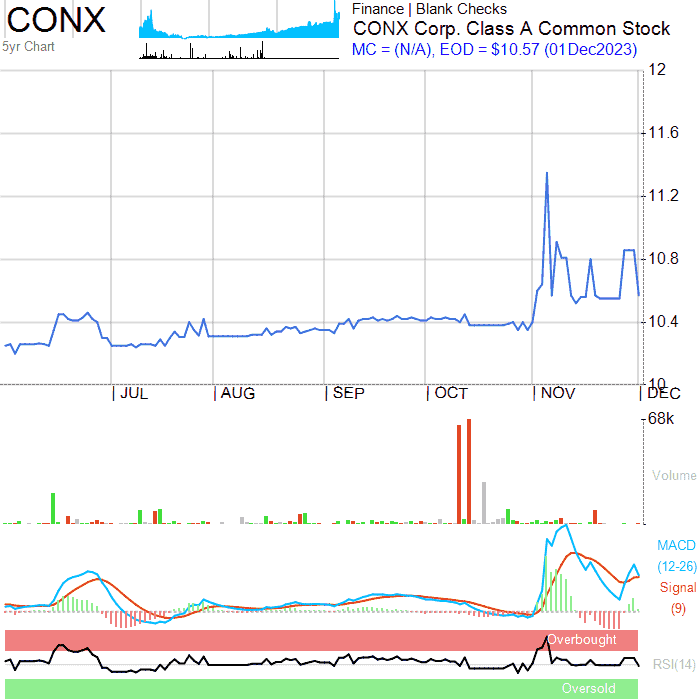 CONX
5yr Chart
Finance | Blank Checks
CONX Corp. Class A Common Stock
MC = (N/A), EOD = $10.57 (01Dec2023)
12
11.6
11.2
10.8
10.4
10
JUL AUG SEP OCT NOV DEC
68k
Volume
MACD
(12-26)
Signal
(9)
Overbought
RSI(14)
Oversold